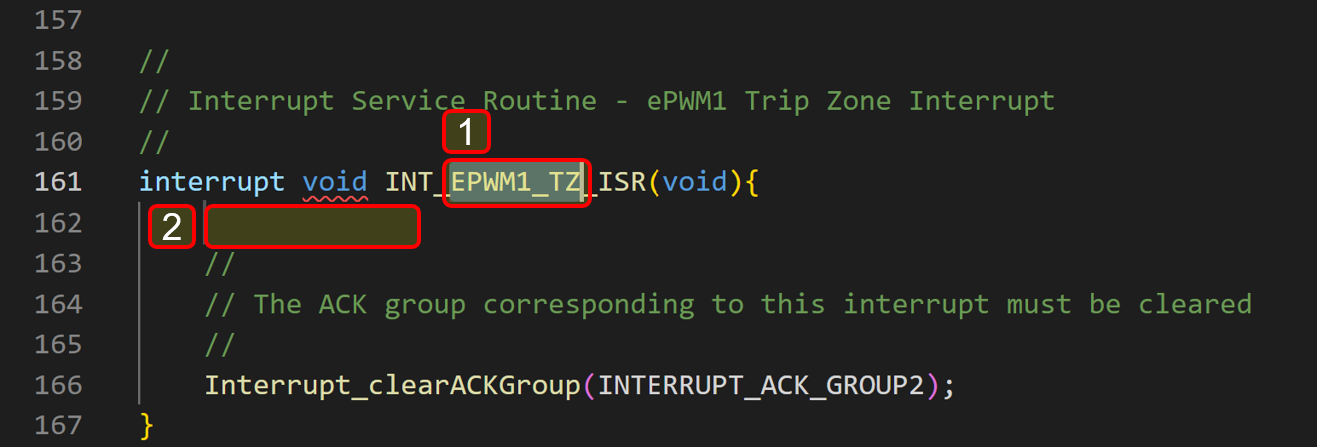 157
158 //
159 // Interrupt Service Routine - ePWM1 Trip Zone Interrupt
1
160 //
161 interrupt void INT_EPWM1_TZ_ISR(void){
162 2
163 //
164 // The ACK group corresponding to this interrupt must be cleared
165 //
166 Interrupt_clearACKGroup(INTERRUPT_ACK_GROUP2);
167 }